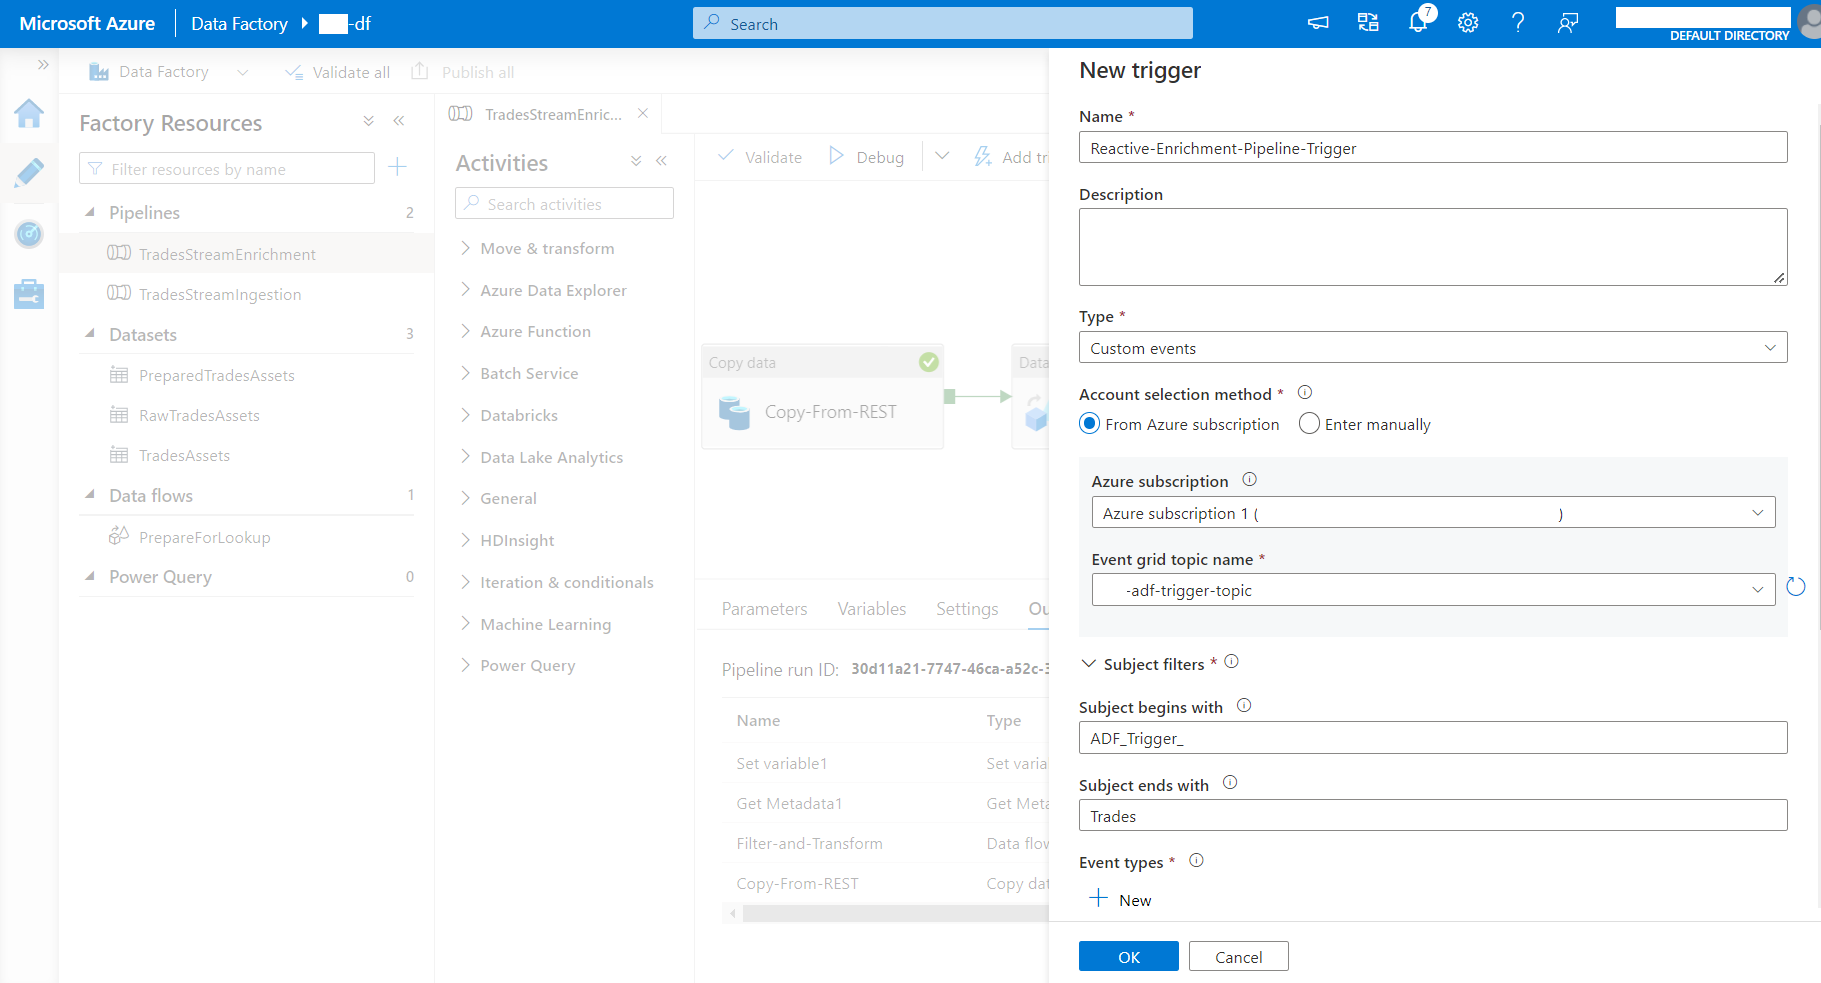 Microsoft Azure
Data Factory
-df
Search
7
DEFAULT DIRECTORY
Data Factory
Validate all
Publish all
Factory Resources
Filter resources by name
Pipelines 2
TradesStreamEnrichment
TradesStreamIngestion
Datasets 3
PreparedTradesAssets
RawTradesAssets
TradesAssets
Data flows 1
PrepareForLookup
Power Query 0
TradesStreamEnric...
Activities
Search activities
Move & transform
Azure Data Explorer
Azure Function
Batch Service
Databricks
Data Lake Analytics
General
HDInsight
Iteration & conditionals
Machine Learning
Power Query
Validate
Debug
Add tr
Copy data
Copy-From-REST
Data
Parameters
Variables
Settings
Ou
Pipeline run ID: 30d11a21-7747-46ca-a52c-3
Name Type
Set variable1 Set varia
Get Metadata1 Get Meta
Filter-and-Transform Data flow
Copy-From-REST Copy dat
New trigger
Name *
Reactive-Enrichment-Pipeline-Trigger
Description
Type *
Custom events
Account selection method *
From Azure subscription
Enter manually
Azure subscription
Azure subscription 1 ( )
Event grid topic name *
-adf-trigger-topic
Subject filters *
Subject begins with
ADF_Trigger_
Subject ends with
Trades
Event types *
New
OK
Cancel